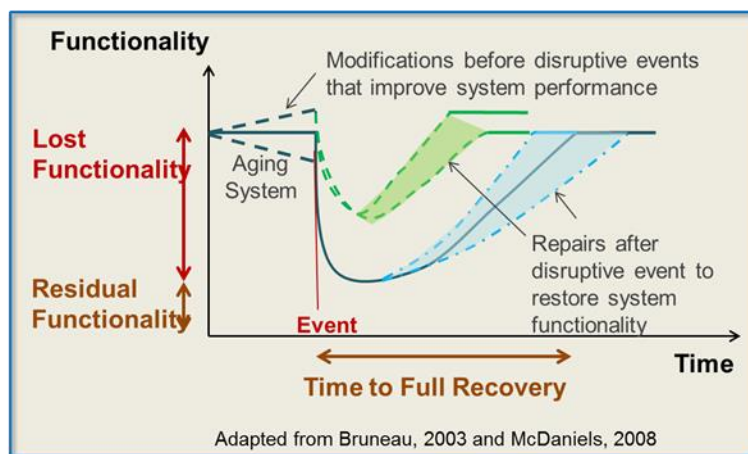 Functionality
Modifications before disruptive events
that improve system performance
Lost
Functionality
Aging
System
Residual
Functionality
Event
Repairs after
disruptive event to
restore system
functionality
Time
Time to Full Recovery
Adapted from Bruneau, 2003 and McDaniels, 2008